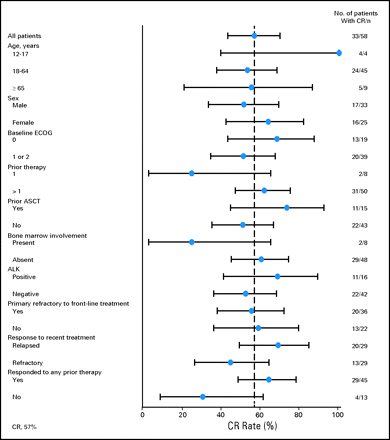 No. of patients
With CR/n
All patients 33/58
Age, years
12-17 4/4
18-64 24/45
≥ 65 5/9
Sex
Male 17/33
Female 16/25
Baseline ECOG
0 13/19
1 or 2 20/39
Prior therapy
1 2/8
> 1 31/50
Prior ASCT
Yes 11/15
No 22/43
Bone marrow involvement
Present 2/8
Absent 29/48
ALK
Positive 11/16
Negative 22/42
Primary refractory to front-line treatment
Yes 20/36
No 13/22
Response to recent treatment
Relapsed 20/29
Refractory 13/29
Responded to any prior therapy
Yes 29/45
No 4/13
0 20 40 60 80 100
CR, 57% CR Rate (%)